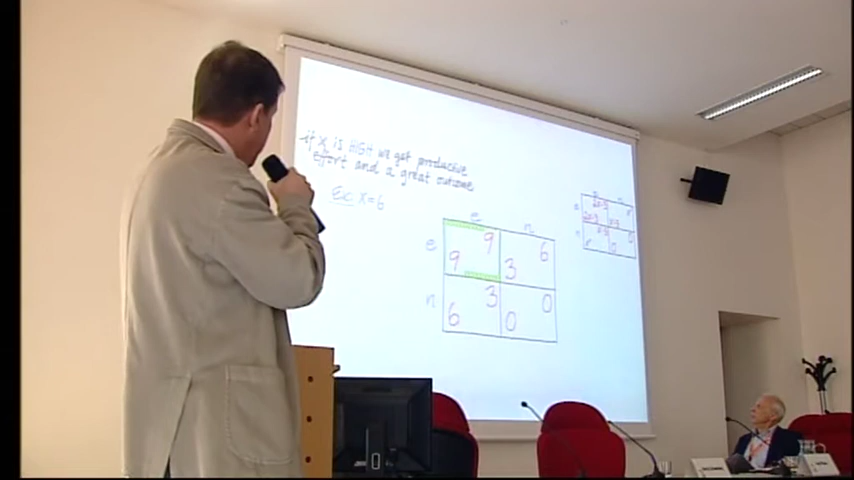 if x is HIGH we get productive
effort and a great outcome
Ex: x=6
e n
e 9 9 3 6
n 6 3 0 0